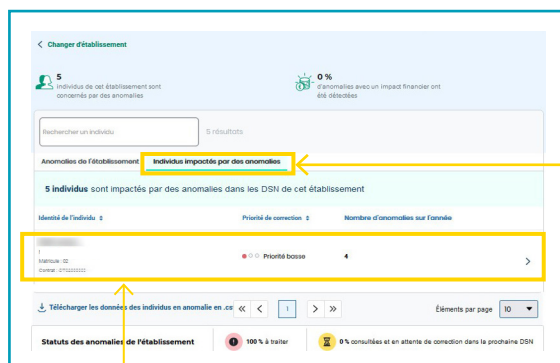 Changer d'établissement
5
Individus de cet établissement sont
concernés par des anomalies
0 %
d'anomalies avec un impact financier ont
été détectées
Rechercher un individu
5 résultats
Anomalies de l'établissement Individus impactés par des anomalies
5 individus sont impactés par des anomalies dans les DSN de cet établissement
Identité de l'individu Priorité de correction Nombre d'anomalies sur l'année
Matricule : 02
Priorité basse 4
Contrat :
Télécharger les données des individus en anomalie en .cs « < 1 > » Éléments par page 10
Statuts des anomalies de l'établissement 100 % à traiter 0 % consultées et en attente de correction dans la prochaine DSN